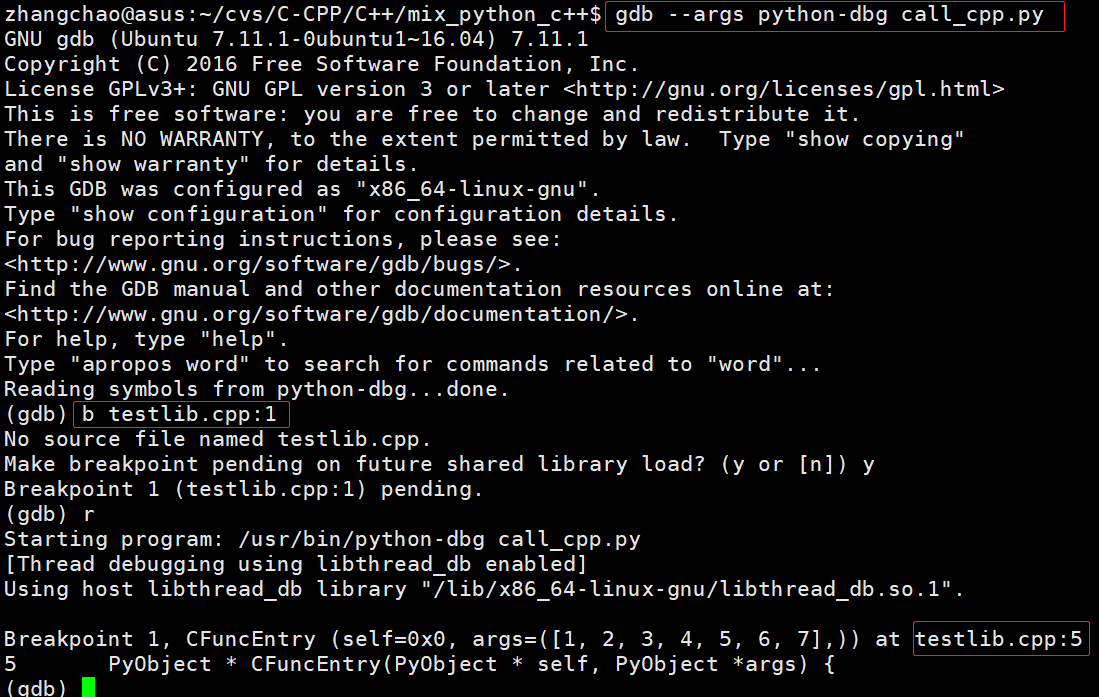 zhangchao@asus:~/cvs/C-CPP/C++/mix_python_c++$ gdb --args python-dbg call_cpp.py
GNU gdb (Ubuntu 7.11.1-0ubuntu1~16.04) 7.11.1
Copyright (C) 2016 Free Software Foundation, Inc.
License GPLv3+: GNU GPL version 3 or later <http://gnu.org/licenses/gpl.html>
This is free software: you are free to change and redistribute it.
There is NO WARRANTY, to the extent permitted by law.  Type "show copying"
and "show warranty" for details.
This GDB was configured as "x86_64-linux-gnu".
Type "show configuration" for configuration details.
For bug reporting instructions, please see:
<http://www.gnu.org/software/gdb/bugs/>.
Find the GDB manual and other documentation resources online at:
<http://www.gnu.org/software/gdb/documentation/>.
For help, type "help".
Type "apropos word" to search for commands related to "word"...
Reading symbols from python-dbg...done.
(gdb) b testlib.cpp:1
No source file named testlib.cpp.
Make breakpoint pending on future shared library load? (y or [n]) y
Breakpoint 1 (testlib.cpp:1) pending.
(gdb) r
Starting program: /usr/bin/python-dbg call_cpp.py
[Thread debugging using libthread_db enabled]
Using host libthread_db library "/lib/x86_64-linux-gnu/libthread_db.so.1".

Breakpoint 1, CFuncEntry (self=0x0, args=([1, 2, 3, 4, 5, 6, 7],)) at testlib.cpp:5
5       PyObject * CFuncEntry(PyObject * self, PyObject *args) {
(gdb)